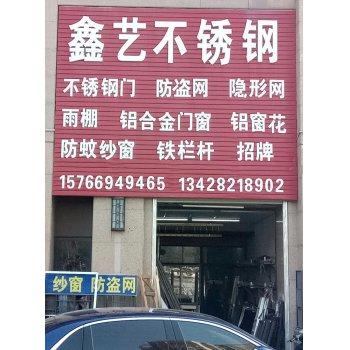 鑫艺不锈钢
不锈钢门 防盗网 隐形网
雨棚 铝合金门窗 铝窗花
防蚊纱窗 铁栏杆 招牌
15766949465 13428218902
纱窗 防盗网